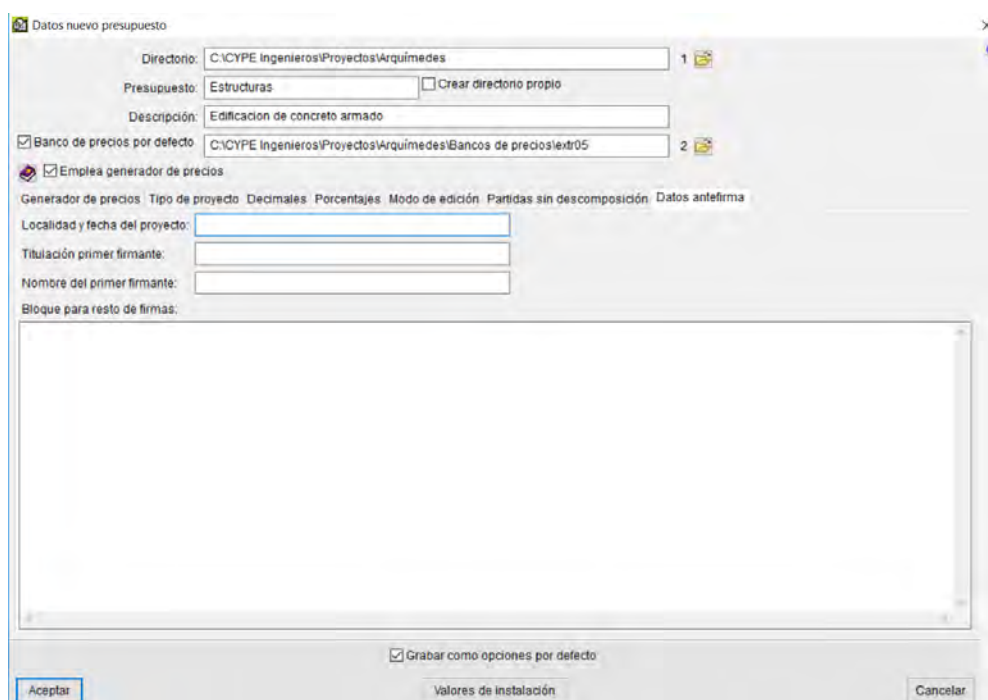 Datos nuevo presupuesto
Directorio: C:\CYPE Ingenieros\Proyectos\Arquímedes 1
Presupuesto: Estructuras Crear directorio propio
Descripción: Edificacion de concreto armado
Banco de precios por defecto C:\CYPE Ingenieros\Proyectos\Arquímedes\Bancos de precios\extr05 2
Emplea generador de precios
Generador de precios Tipo de proyecto Decimales Porcentajes Modo de edición Partidas sin descomposición Datos antefirma
Localidad y fecha del proyecto:
Titulación primer firmante:
Nombre del primer firmante:
Bloque para resto de firmas:
Grabar como opciones por defecto
Aceptar Valores de instalación Cancelar